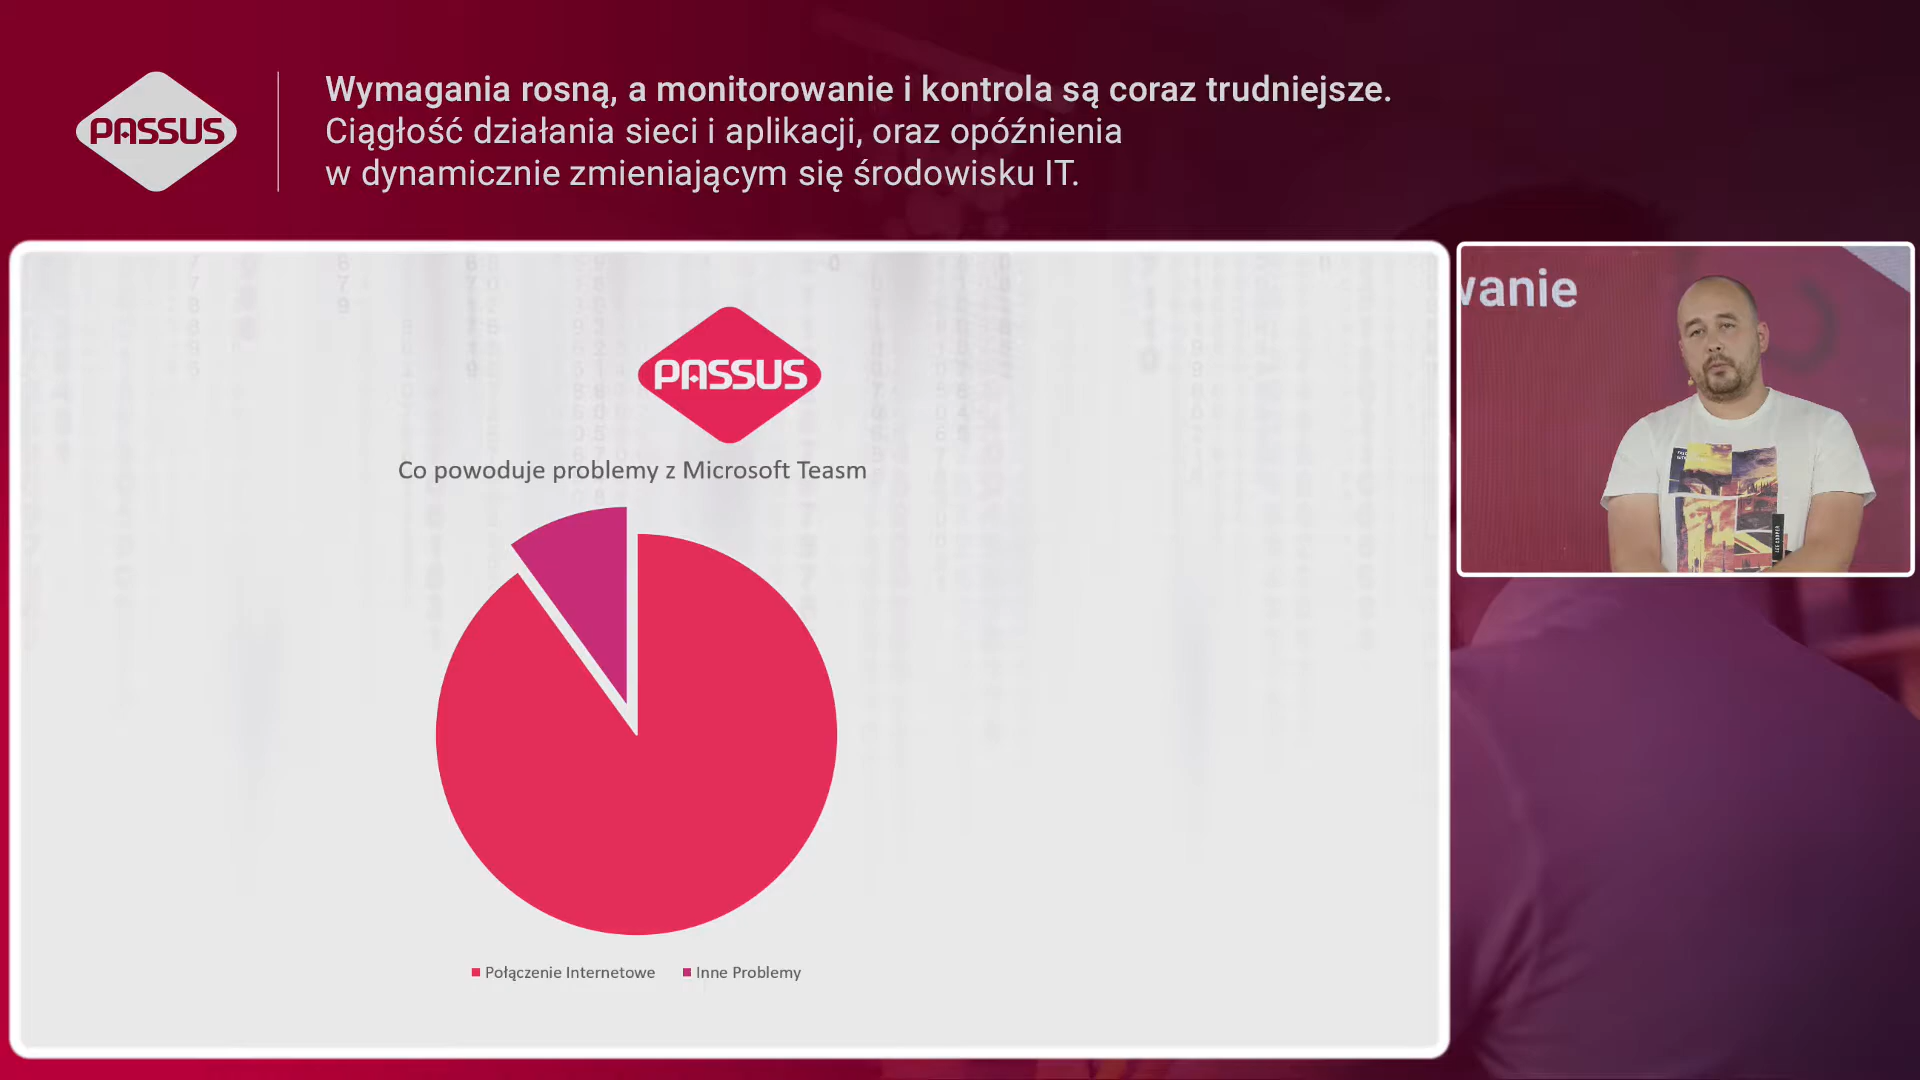 PASSUS
Wymagania rosną, a monitorowanie i kontrola są coraz trudniejsze.
Ciągłość działania sieci i aplikacji, oraz opóźnienia
w dynamicznie zmieniającym się środowisku IT.
wanie
PASSUS
Co powoduje problemy z Microsoft Teasm
Połączenie Internetowe
Inne Problemy